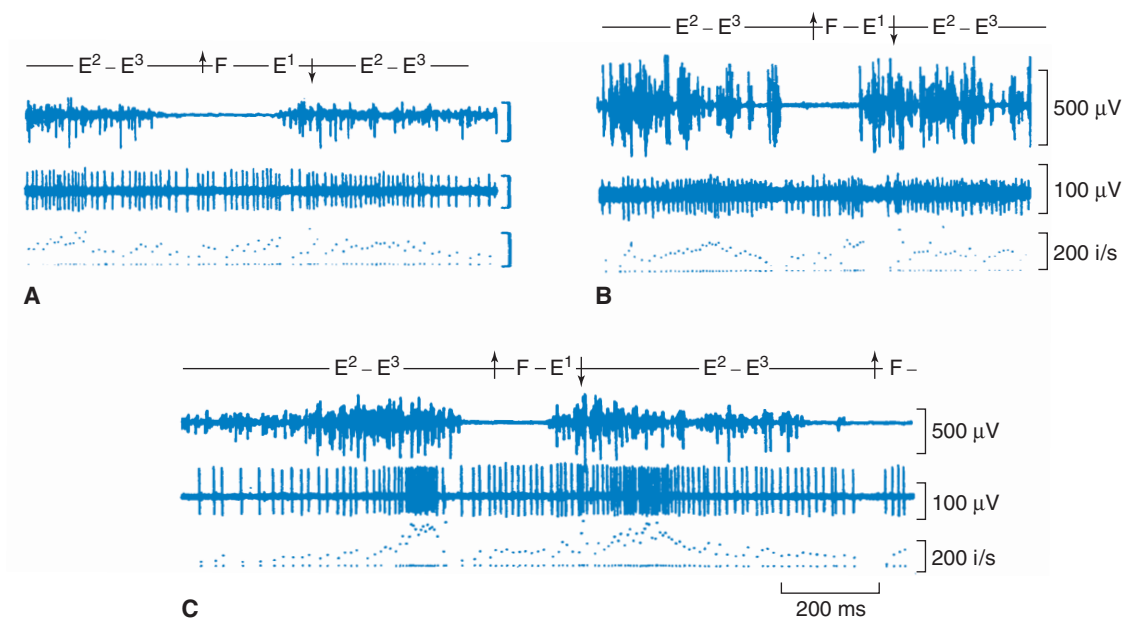 E² – E³ F E¹ E² – E³
A
E² – E³ F – E¹ E² – E³
500 µV
100 µV
200 i/s
B
E² – E³ F – E¹ E² – E³ F –
500 µV
100 µV
200 i/s
200 ms
C